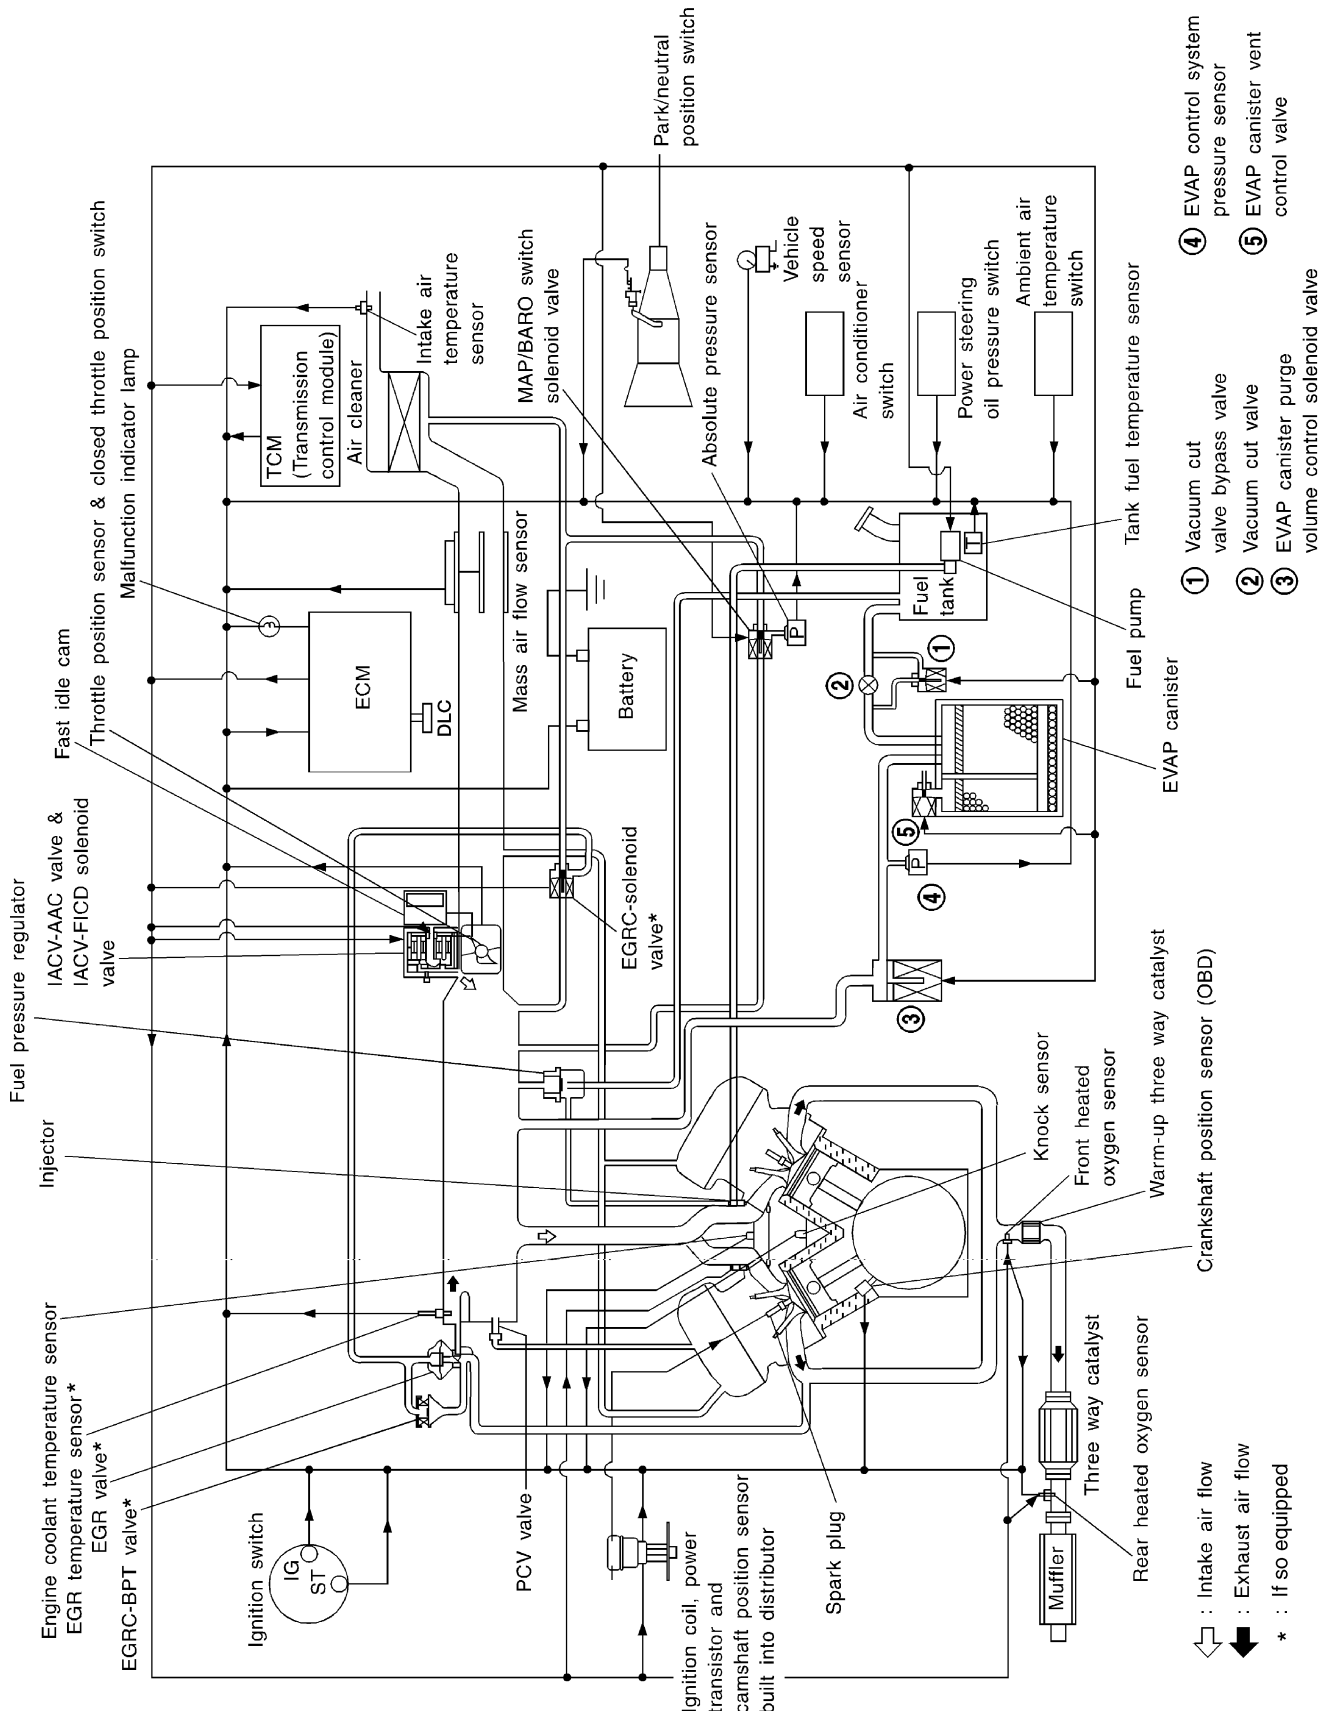 Engine coolant temperature sensor
EGR temperature sensor*
EGR valve*
EGRC-BPT valve*
Injector
Fuel pressure regulator
IACV-AAC valve &
IACV-FICD solenoid
valve
Fast idle cam
Throttle position sensor & closed throttle position switch
Malfunction indicator lamp
Ignition switch
IG
ST
ECM
DLC
TCM
(Transmission
control module)
Air cleaner
Intake air
temperature
sensor
PCV valve
EGRC-solenoid
valve*
Mass air flow sensor
Battery
MAP/BARO switch
solenoid valve
Park/neutral
position switch
Ignition coil, power
transistor and
camshaft position sensor
built into distributor
Absolute pressure sensor
Vehicle
speed
sensor
Air conditioner
switch
Power steering
oil pressure switch
Ambient air
temperature
switch
Spark plug
P
Fuel
tank
T
1
2
3
4
5
P
Knock sensor
Front heated
oxygen sensor
Warm-up three way catalyst
Crankshaft position sensor (OBD)
EVAP canister
Fuel pump
Tank fuel temperature sensor
Muffler
Three way catalyst
Rear heated oxygen sensor
: Intake air flow
: Exhaust air flow
* : If so equipped
1 Vacuum cut
valve bypass valve
2 Vacuum cut valve
3 EVAP canister purge
volume control solenoid valve
4 EVAP control system
pressure sensor
5 EVAP canister vent
control valve